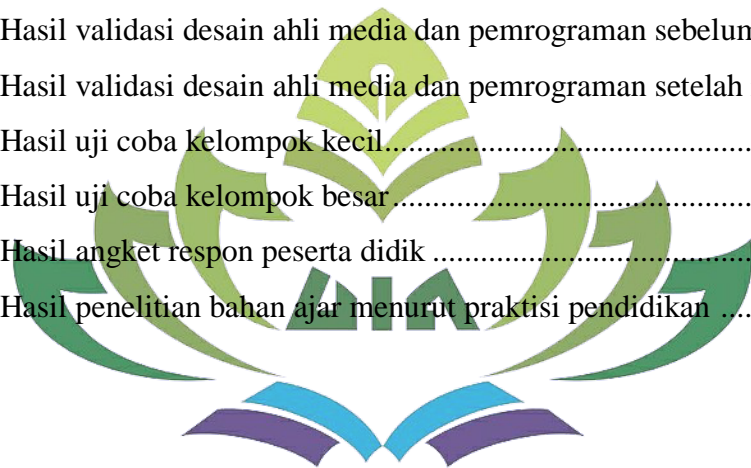 Hasil validasi desain ahli media dan pemrograman sebelum
Hasil validasi desain ahli media dan pemrograman setelah
Hasil uji coba kelompok kecil..........................................
Hasil uji coba kelompok besar.........................................
Hasil angket respon peserta didik ....................................
Hasil penelitian bahan ajar menurut praktisi pendidikan ....
UIN